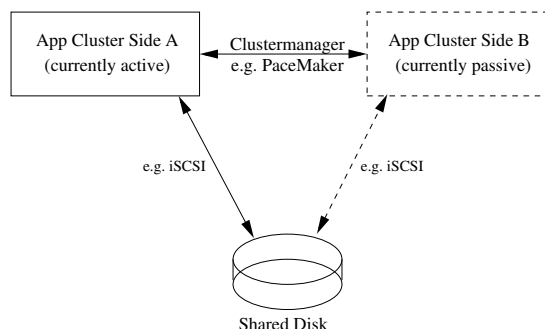 App Cluster Side A
(currently active)
Clustermanager
e.g. PaceMaker
App Cluster Side B
(currently passive)
e.g. iSCSI
e.g. iSCSI
Shared Disk